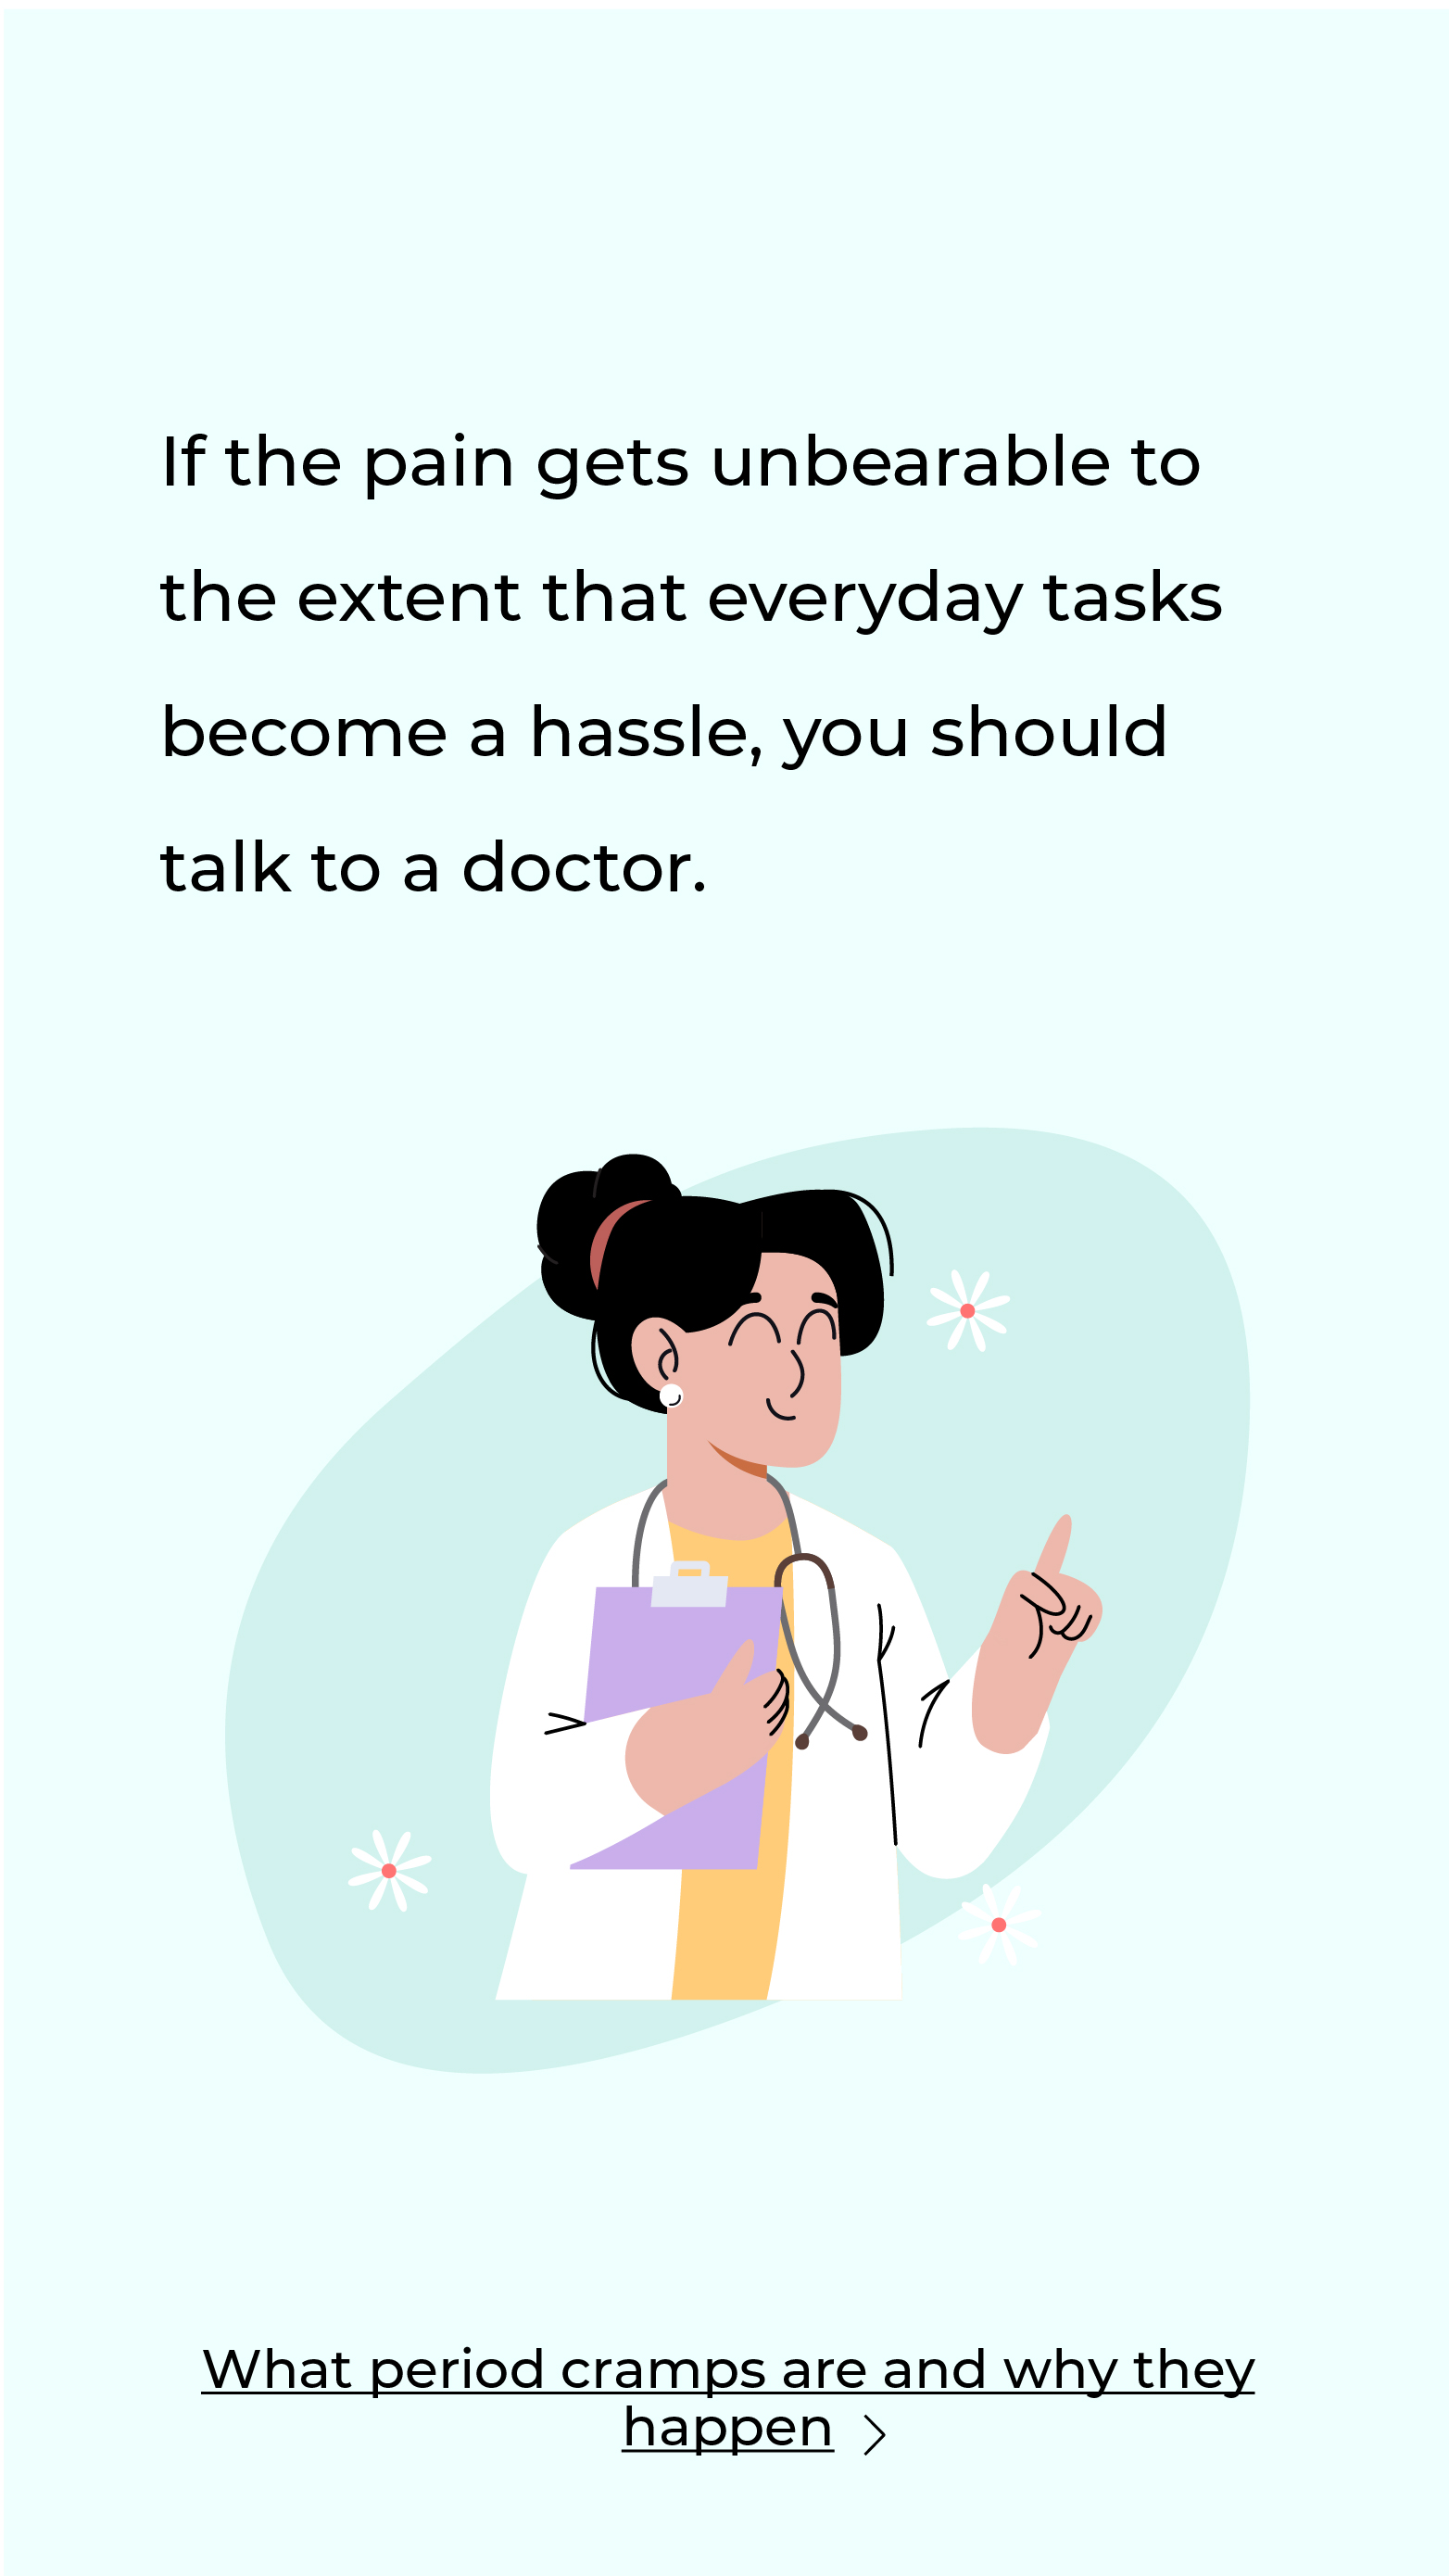 If the pain gets unbearable to
the extent that everyday tasks
become a hassle, you should
talk to a doctor.
What period cramps are and why they
happen